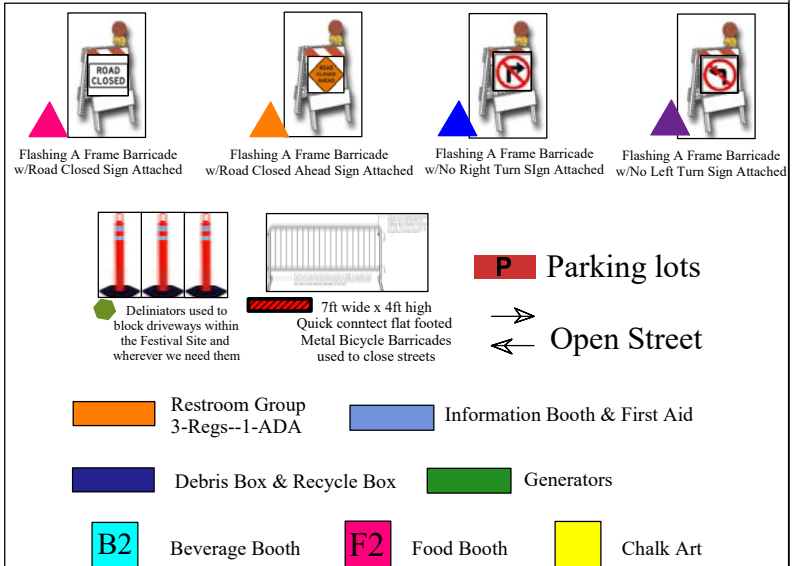 ROAD
CLOSED
ROAD
CLOSED
AHEAD
Flashing A Frame Barricade
w/Road Closed Sign Attached
Flashing A Frame Barricade
w/Road Closed Ahead Sign Attached
Flashing A Frame Barricade
w/No Right Turn SIgn Attached
Flashing A Frame Barricade
w/No Left Turn Sign Attached
Deliniators used to
block driveways within
the Festival Site and
wherever we need them
7ft wide x 4ft high
Quick conntect flat footed
Metal Bicycle Barricades
used to close streets
P Parking lots
Open Street
Restroom Group
3-Regs--1-ADA
Information Booth & First Aid
Debris Box & Recycle Box
Generators
B2 Beverage Booth
F2 Food Booth
Chalk Art